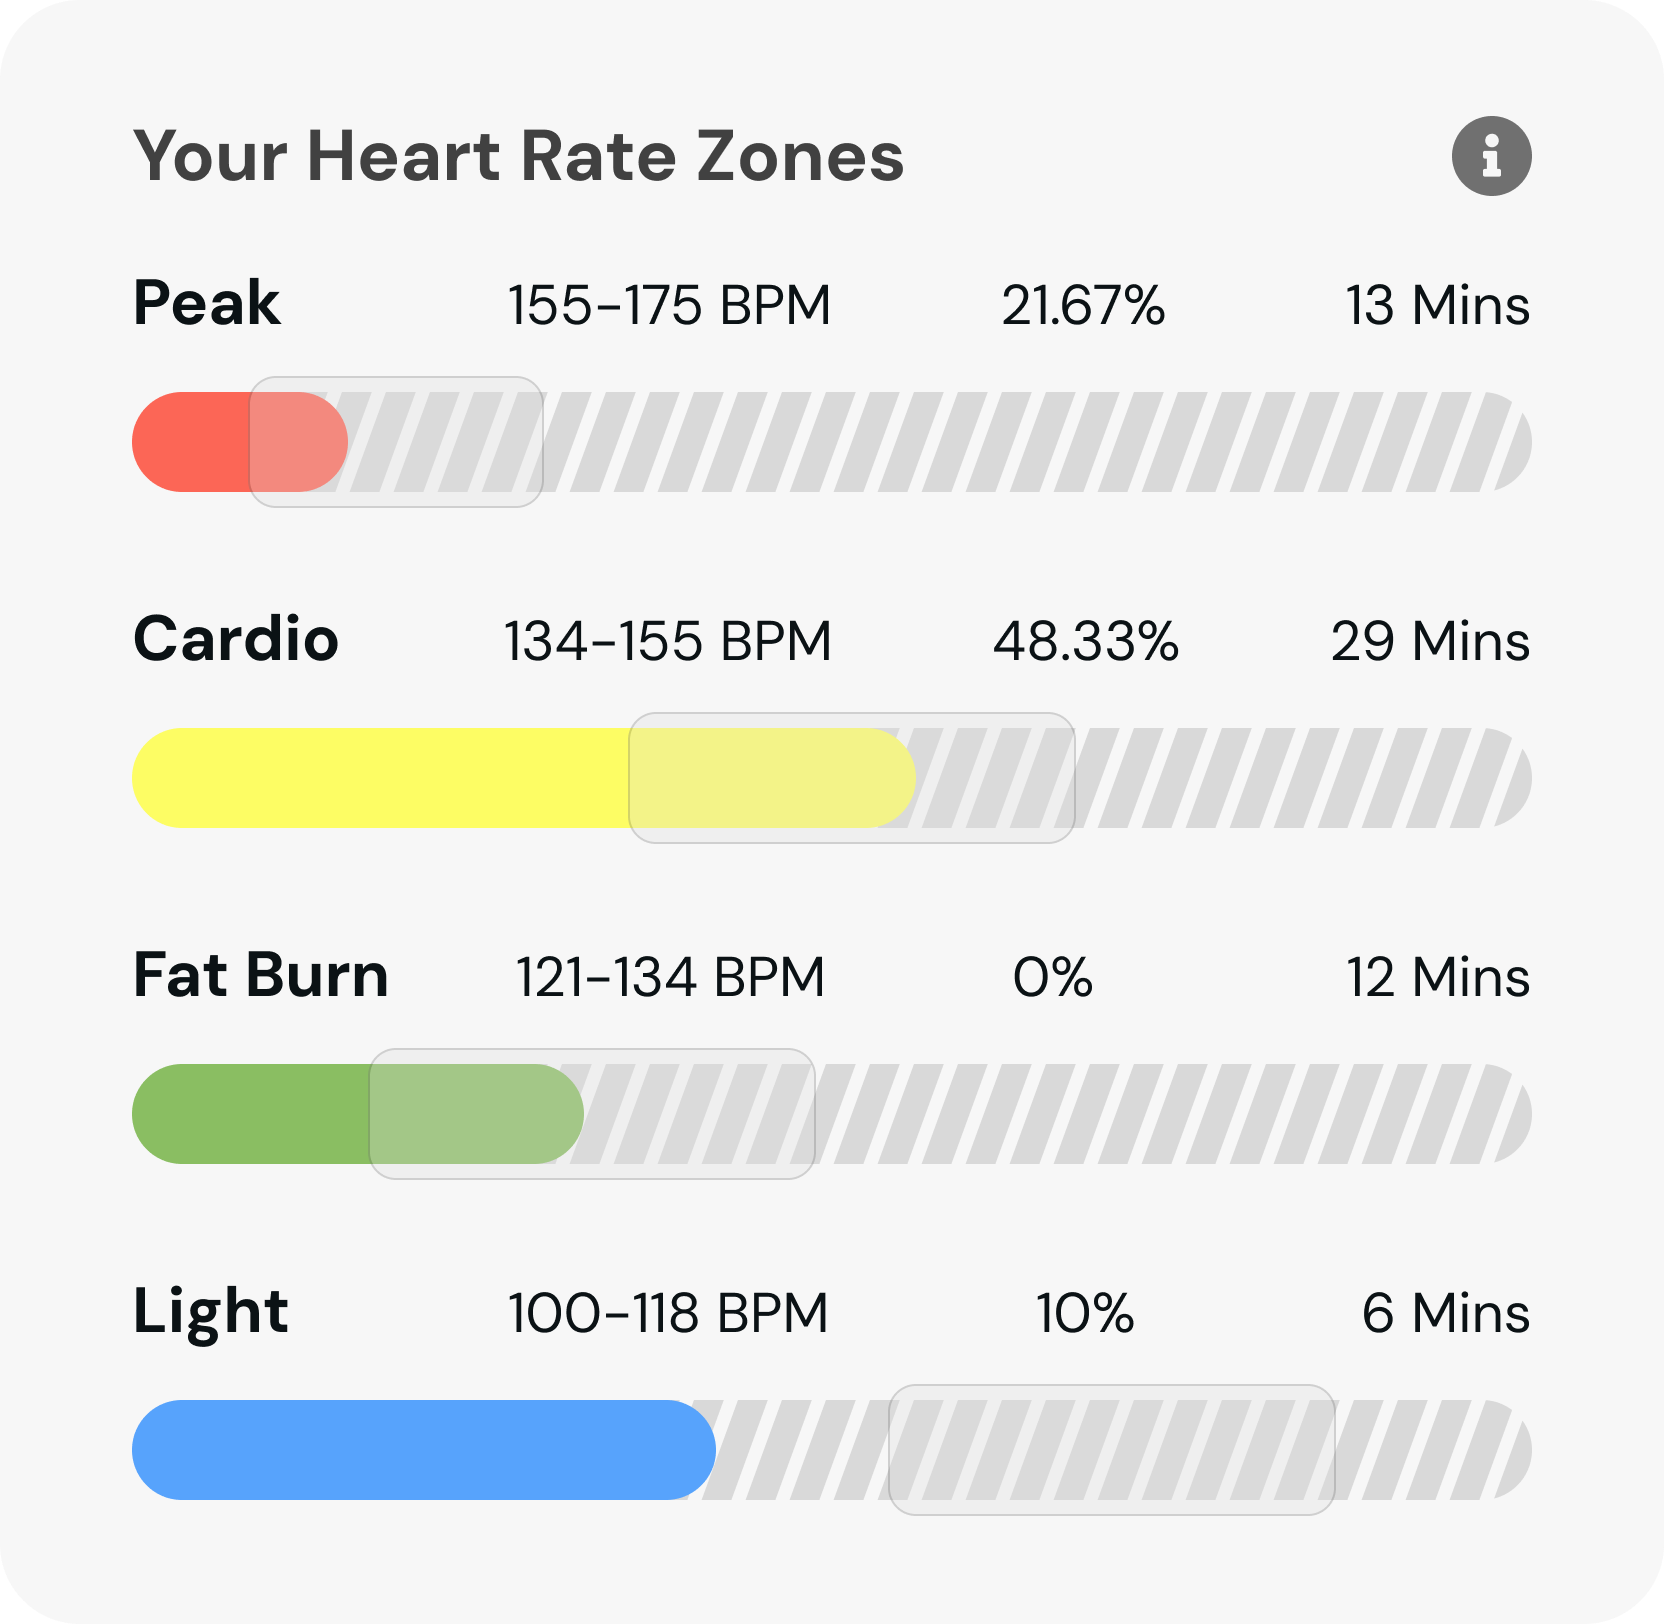 Your Heart Rate Zones
Peak 155-175 BPM 21.67% 13 Mins
Cardio 134-155 BPM 48.33% 29 Mins
Fat Burn 121-134 BPM 0% 12 Mins
Light 100-118 BPM 10% 6 Mins